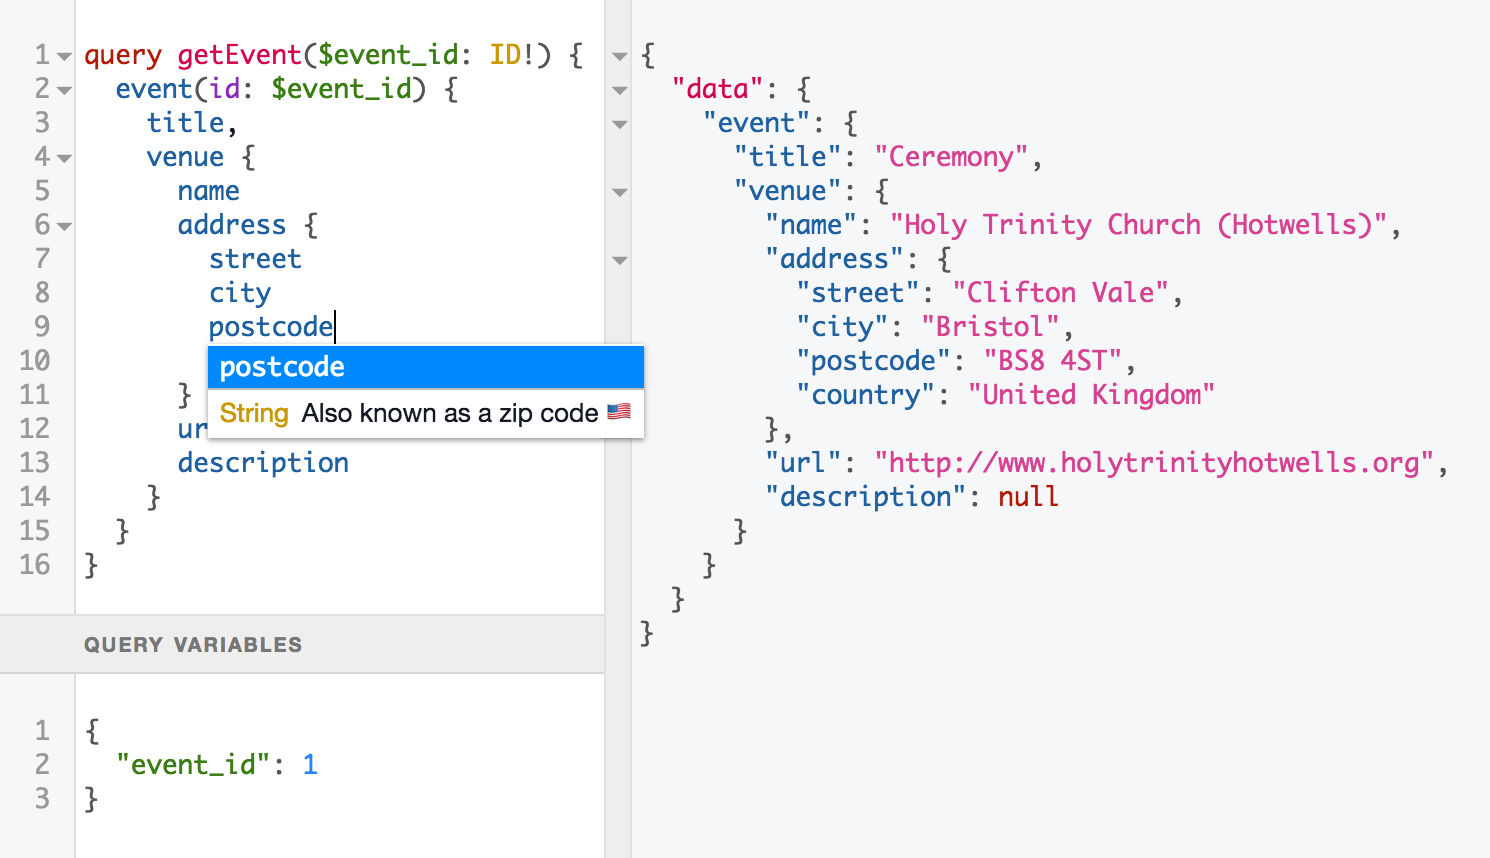 1 query getEvent($event_id: ID!) {
2 event(id: $event_id) {
3 title,
4 venue {
5 name
6 address {
7 street
8 city
9 postcode
10 postcode
11 }
String Also known as a zip code 🇺🇸
12 ur
13 description
14 }
15 }
16 }
QUERY VARIABLES
1 {
2 "event_id": 1
3 }
{
"data": {
"event": {
"title": "Ceremony",
"venue": {
"name": "Holy Trinity Church (Hotwells)",
"address": {
"street": "Clifton Vale",
"city": "Bristol",
"postcode": "BS8 4ST",
"country": "United Kingdom"
},
"url": "http://www.holytrinityhotwells.org",
"description": null
}
}
}
}